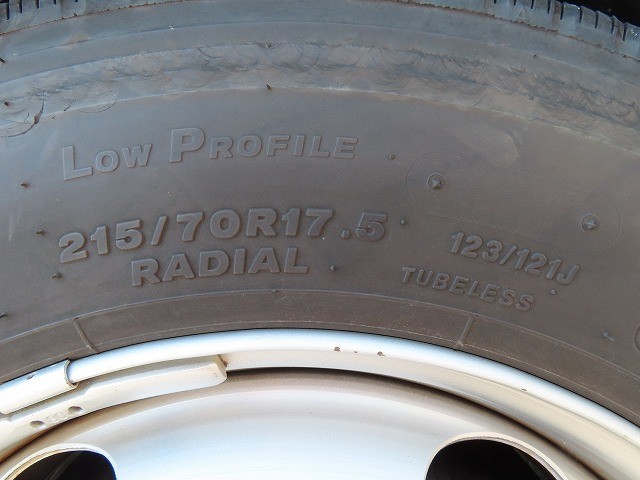 LOW PROFILE
215/70R17.5 123/121J
RADIAL TUBELESS